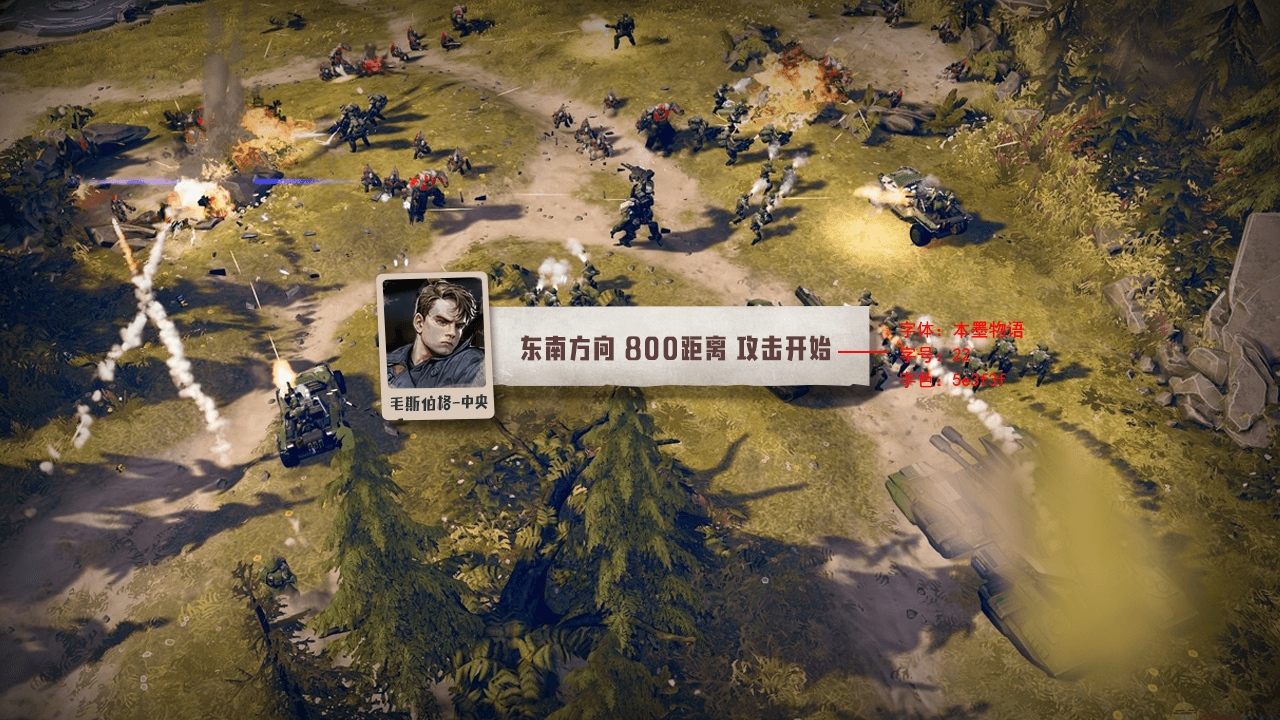 东南方向 800距离 攻击开始
毛斯伯格-中央
字体：本墨物语
字号：22
字色：5e3f3f